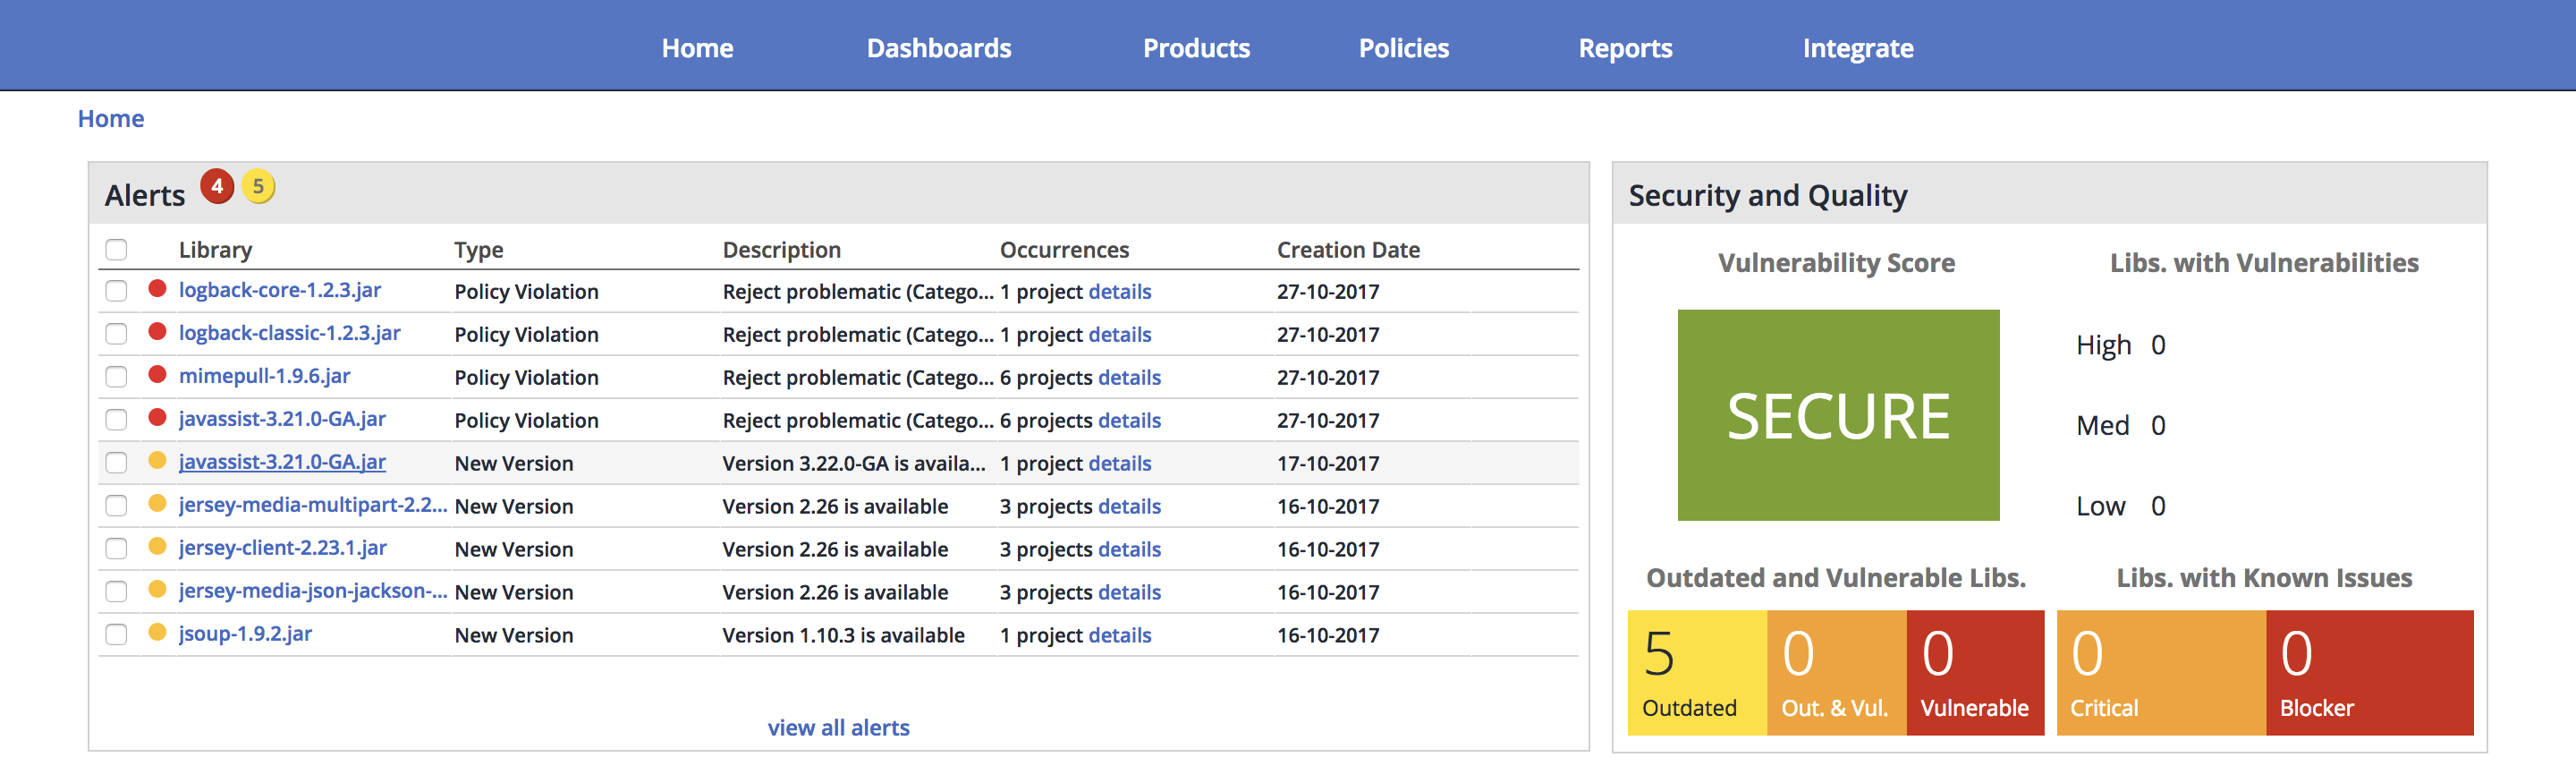 Home Dashboards Products Policies Reports Integrate
Home
Alerts 4 5
Library Type Description Occurrences Creation Date
logback-core-1.2.3.jar Policy Violation Reject problematic (Catego... 1 project details 27-10-2017
logback-classic-1.2.3.jar Policy Violation Reject problematic (Catego... 1 project details 27-10-2017
mimepull-1.9.6.jar Policy Violation Reject problematic (Catego... 6 projects details 27-10-2017
javassist-3.21.0-GA.jar Policy Violation Reject problematic (Catego... 6 projects details 27-10-2017
javassist-3.21.0-GA.jar New Version Version 3.22.0-GA is availa... 1 project details 17-10-2017
jersey-media-multipart-2.2... New Version Version 2.26 is available 3 projects details 16-10-2017
jersey-client-2.23.1.jar New Version Version 2.26 is available 3 projects details 16-10-2017
jersey-media-json-jackson-... New Version Version 2.26 is available 3 projects details 16-10-2017
jsoup-1.9.2.jar New Version Version 1.10.3 is available 1 project details 16-10-2017
view all alerts
Security and Quality
Vulnerability Score
SECURE
Libs. with Vulnerabilities
High 0
Med 0
Low 0
Outdated and Vulnerable Libs.
5 0 0
Outdated Out. & Vul. Vulnerable
Libs. with Known Issues
0 0
Critical Blocker